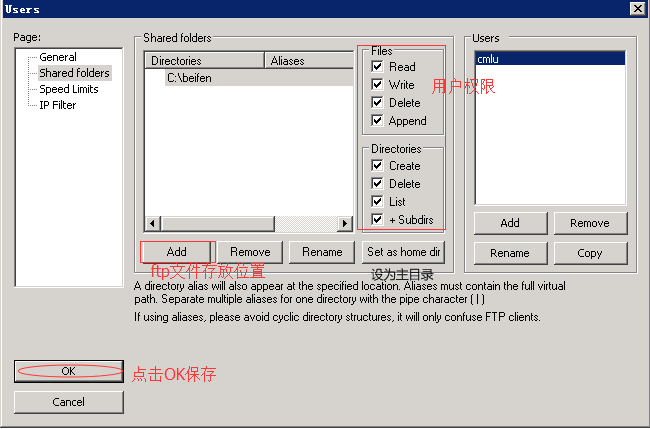 Users
Page:
General
Shared folders
Speed Limits
IP Filter
Shared folders
Directories Aliases
C:\beifen
Files
Read
Write
Delete
Append
用户权限
Directories
Create
Delete
List
+ Subdirs
Add Remove Rename Set as home dir
ftp文件存放位置
设为主目录
Users
cmlu
Add Remove
Rename Copy
A directory alias will also appear at the specified location. Aliases must contain the full virtual
path. Separate multiple aliases for one directory with the pipe character ( | )
If using aliases, please avoid cyclic directory structures, it will only confuse FTP clients.
OK
点击OK保存
Cancel